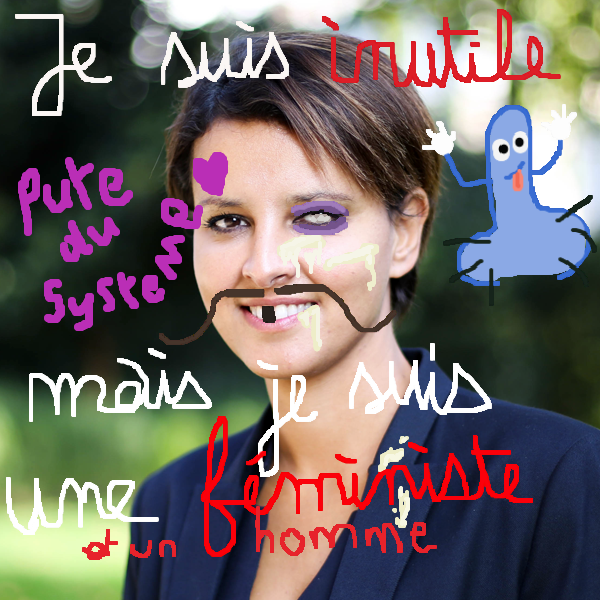 Je suis inutile
Pute
du
Systeme
mais je suis
une féministe
et un homme